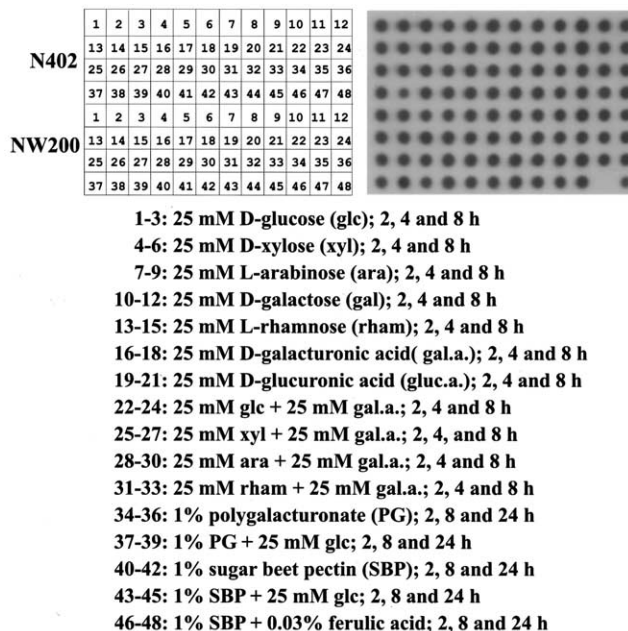 1 2 3 4 5 6 7 8 9 10 11 12
N402
13 14 15 16 17 18 19 20 21 22 23 24
25 26 27 28 29 30 31 32 33 34 35 36
37 38 39 40 41 42 43 44 45 46 47 48
1 2 3 4 5 6 7 8 9 10 11 12
NW200
13 14 15 16 17 18 19 20 21 22 23 24
25 26 27 28 29 30 31 32 33 34 35 36
37 38 39 40 41 42 43 44 45 46 47 48
1-3: 25 mM D-glucose (glc); 2, 4 and 8 h
4-6: 25 mM D-xylose (xyl); 2, 4 and 8 h
7-9: 25 mM L-arabinose (ara); 2, 4 and 8 h
10-12: 25 mM D-galactose (gal); 2, 4 and 8 h
13-15: 25 mM L-rhamnose (rham); 2, 4 and 8 h
16-18: 25 mM D-galacturonic acid( gal.a.); 2, 4 and 8 h
19-21: 25 mM D-glucuronic acid (gluc.a.); 2, 4 and 8 h
22-24: 25 mM glc + 25 mM gal.a.; 2, 4 and 8 h
25-27: 25 mM xyl + 25 mM gal.a.; 2, 4, and 8 h
28-30: 25 mM ara + 25 mM gal.a.; 2, 4 and 8 h
31-33: 25 mM rham + 25 mM gal.a.; 2, 4 and 8 h
34-36: 1% polygalacturonate (PG); 2, 8 and 24 h
37-39: 1% PG + 25 mM glc; 2, 8 and 24 h
40-42: 1% sugar beet pectin (SBP); 2, 8 and 24 h
43-45: 1% SBP + 25 mM glc; 2, 8 and 24 h
46-48: 1% SBP + 0.03% ferulic acid; 2, 8 and 24 h